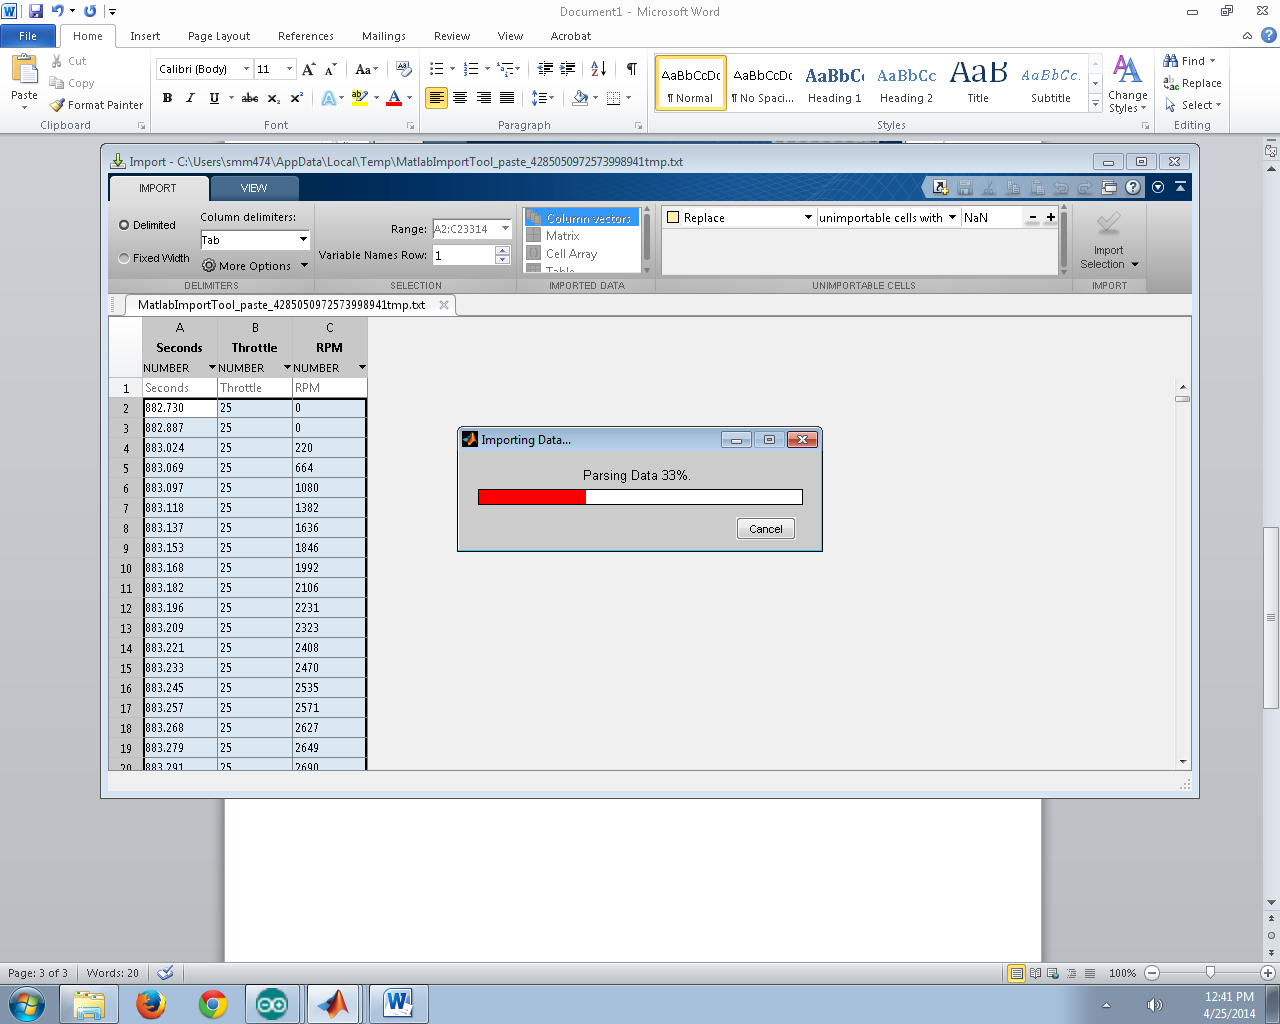 Document1 - Microsoft Word
File Home Insert Page Layout References Mailings Review View Acrobat
Paste
Cut
Copy
Format Painter
Clipboard
Calibri (Body) 11
Font
Paragraph
AaBbCcDc AaBbCcDc AaBbCc AaBbCc AaB AaBbCc.
¶ Normal ¶ No Spaci... Heading 1 Heading 2 Title Subtitle
Change Styles
Styles
Find
Replace
Select
Editing
Import - C:\Users\smm474\AppData\Local\Temp\MatlabImportTool_paste_4285050972573998941tmp.txt
IMPORT VIEW
Delimited
Fixed Width
Column delimiters:
Tab
More Options
DELIMITERS
Range: A2:C23314
Variable Names Row: 1
SELECTION
Column vectors
Matrix
Cell Array
Table
IMPORTED DATA
Replace unimportable cells with NaN
UNIMPORTABLE CELLS
Import
Selection
IMPORT
MatlabImportTool_paste_4285050972573998941tmp.txt
A B C
Seconds Throttle RPM
NUMBER NUMBER NUMBER
1 Seconds Throttle RPM
2 882.730 25 0
3 882.887 25 0
4 883.024 25 220
5 883.069 25 664
6 883.097 25 1080
7 883.118 25 1382
8 883.137 25 1636
9 883.153 25 1846
10 883.168 25 1992
11 883.182 25 2106
12 883.196 25 2231
13 883.209 25 2323
14 883.221 25 2408
15 883.233 25 2470
16 883.245 25 2535
17 883.257 25 2571
18 883.268 25 2627
19 883.279 25 2649
20 883.291 25 2690
Importing Data...
Parsing Data 33%.
Cancel
Page: 3 of 3 Words: 20
100%
12:41 PM
4/25/2014